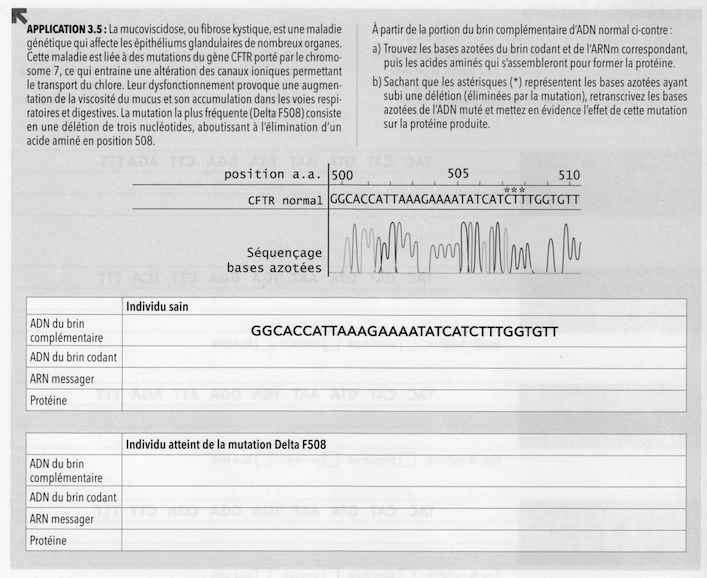 APPLICATION 3.5 : La mucoviscidose, ou fibrose kystique, est une maladie
génétique qui affecte les épithéliums glandulaires de nombreux organes.
Cette maladie est liée à des mutations du gène CFTR porté par le chromo-
some 7, ce qui entraine une altération des canaux ioniques permettant
le transport du chlore. Leur dysfonctionnement provoque une augmen-
tation de la viscosité du mucus et son accumulation dans les voies respi-
ratoires et digestives. La mutation la plus fréquente (Delta F508) consiste
en une délétion de trois nucléotides, aboutissant à l'élimination d'un
acide aminé en position 508.
À partir de la portion du brin complémentaire d'ADN normal ci-contre :
a) Trouvez les bases azotées du brin codant et de l'ARNm correspondant,
puis les acides aminés qui s'assembleront pour former la protéine.
b) Sachant que les astérisques (*) représentent les bases azotées ayant
subi une délétion (éliminées par la mutation), retranscrivez les bases
azotées de l'ADN muté et mettez en évidence l'effet de cette mutation
sur la protéine produite.
position a.a. 500 505 510
***
CFTR normal GGCACCATTAAAGAAAATATCATCTTTGGTGTT
Séquençage
bases azotées
Individu sain
ADN du brin
complémentaire
GGCACCATTAAAGAAAATATCATCTTTGGTGTT
ADN du brin codant
ARN messager
Protéine
Individu atteint de la mutation Delta F508
ADN du brin
complémentaire
ADN du brin codant
ARN messager
Protéine